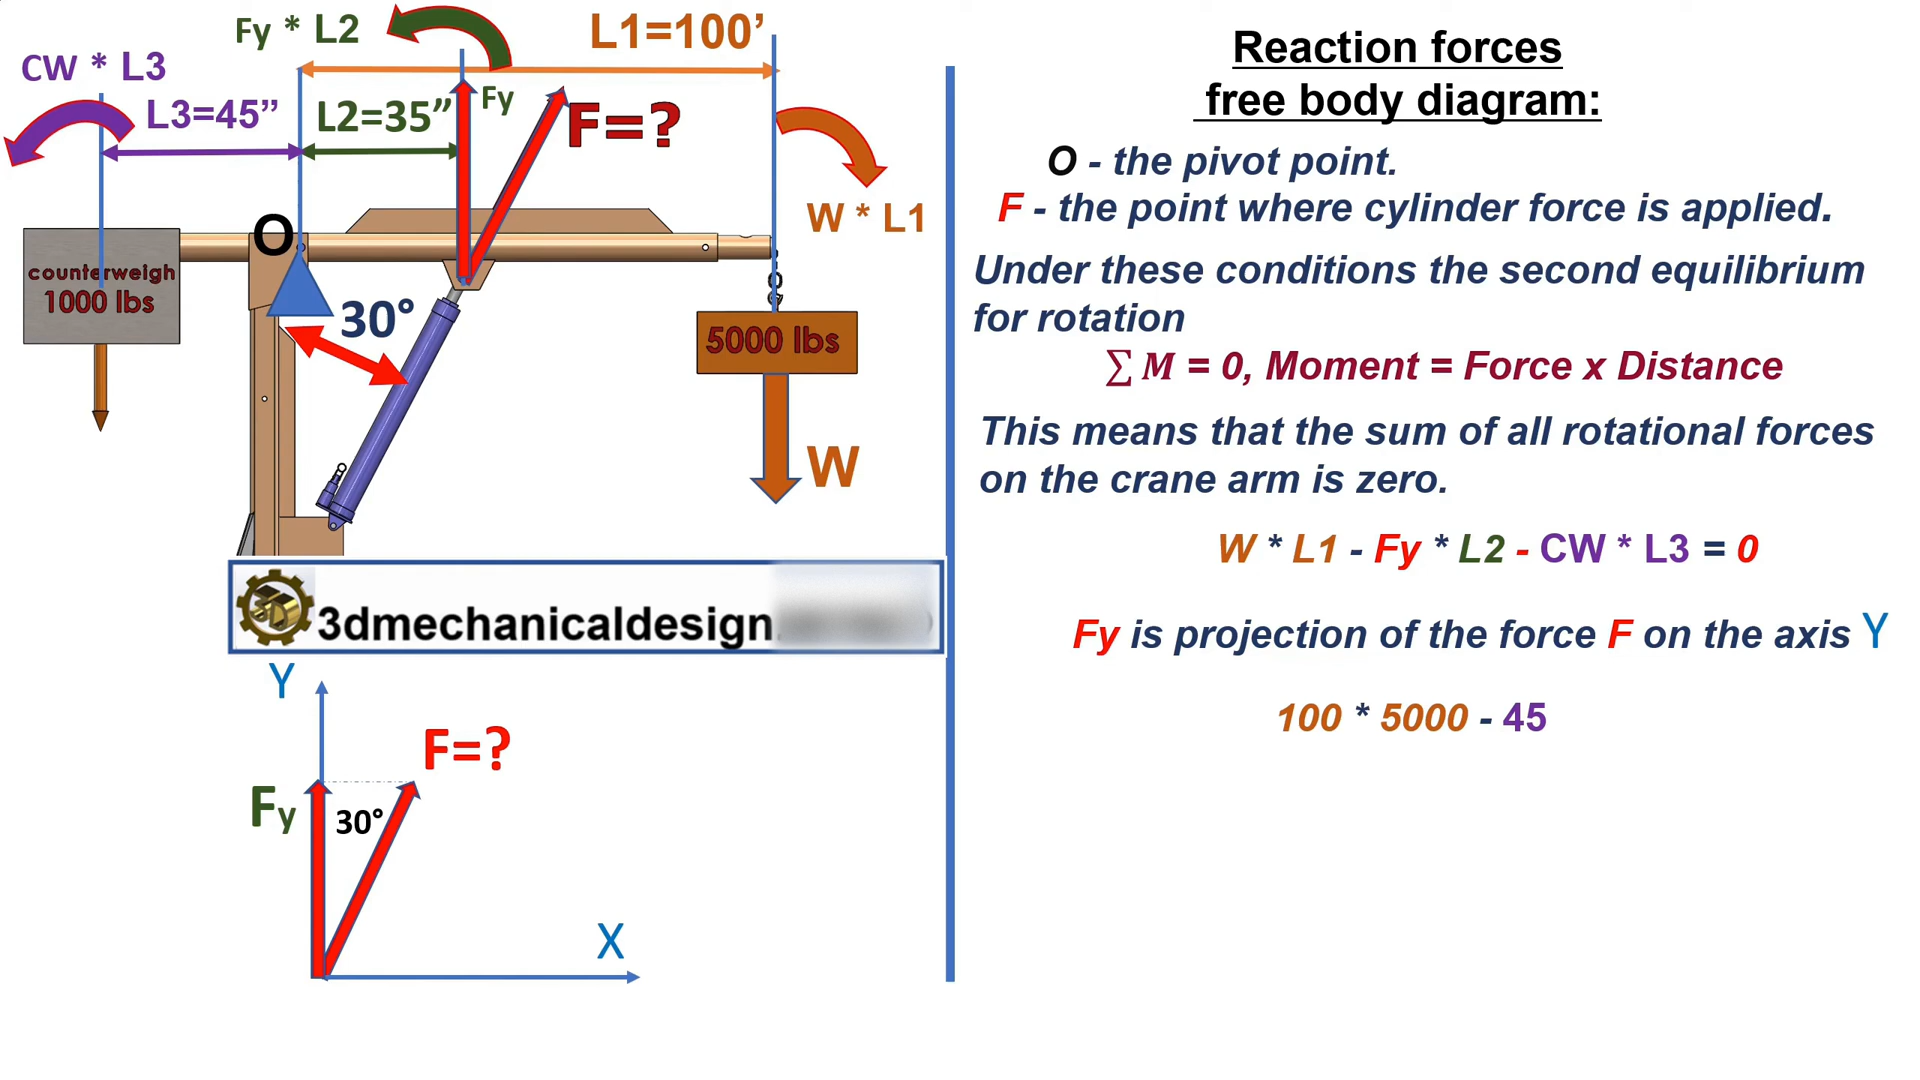 Fy * L2
L1=100’
CW * L3
L3=45”
L2=35”
Fy
F=?
W * L1
O
counterweigh
1000 lbs
30°
5000 lbs
W
3dmechanicaldesign
Y
F=?
Fy
30°
X
Reaction forces
free body diagram:
O - the pivot point.
F - the point where cylinder force is applied.
Under these conditions the second equilibrium
for rotation
∑ M = 0, Moment = Force x Distance
This means that the sum of all rotational forces
on the crane arm is zero.
W * L1 - Fy * L2 - CW * L3 = 0
Fy is projection of the force F on the axis Y
100 * 5000 - 45